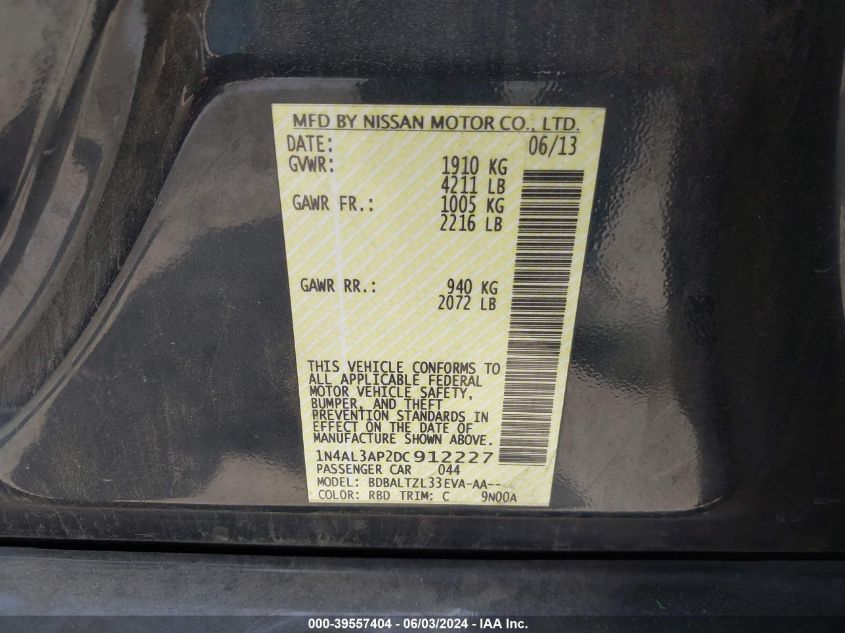 MFD BY NISSAN MOTOR CO., LTD.
DATE: 06/13
GVWR: 1910 KG
4211 LB
GAWR FR.: 1005 KG
2216 LB
GAWR RR.: 940 KG
2072 LB
THIS VEHICLE CONFORMS TO
ALL APPLICABLE FEDERAL
MOTOR VEHICLE SAFETY,
BUMPER, AND THEFT
PREVENTION STANDARDS IN
EFFECT ON THE DATE OF
MANUFACTURE SHOWN ABOVE.
1N4AL3AP2DC912227
PASSENGER CAR 044
MODEL: BDBALTZL33EVA-AA--
COLOR: RBD TRIM: C 9N00A
000-39557404 - 06/03/2024 - IAA Inc.